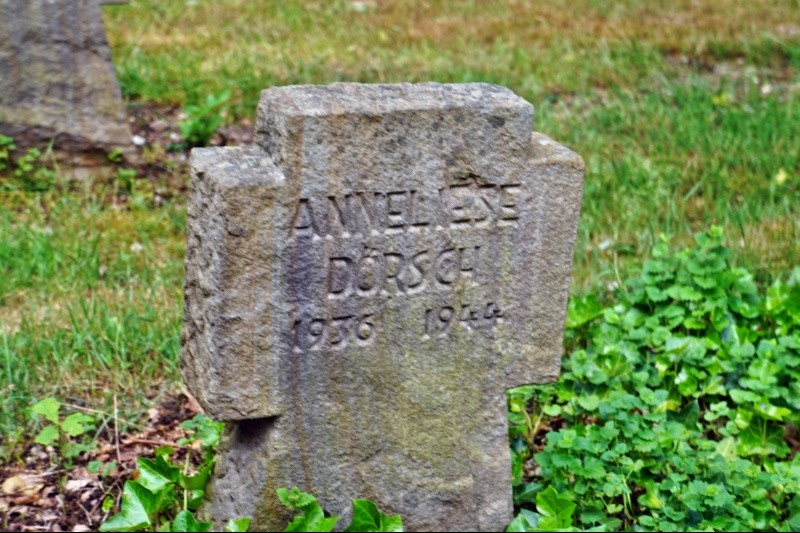 ANNELIESE
DÖRSCH
1936 1944